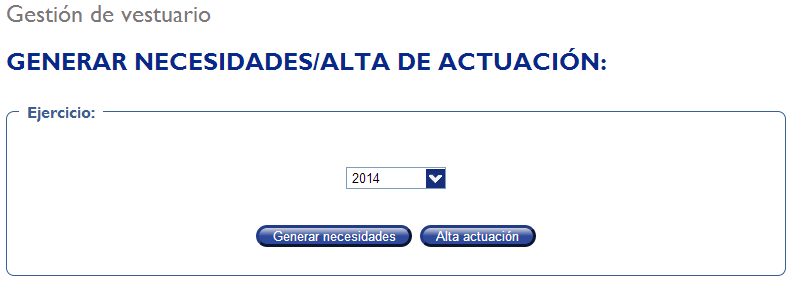 Gestión de vestuario
GENERAR NECESIDADES/ALTA DE ACTUACIÓN:
Ejercicio:
2014
Generar necesidades Alta actuación